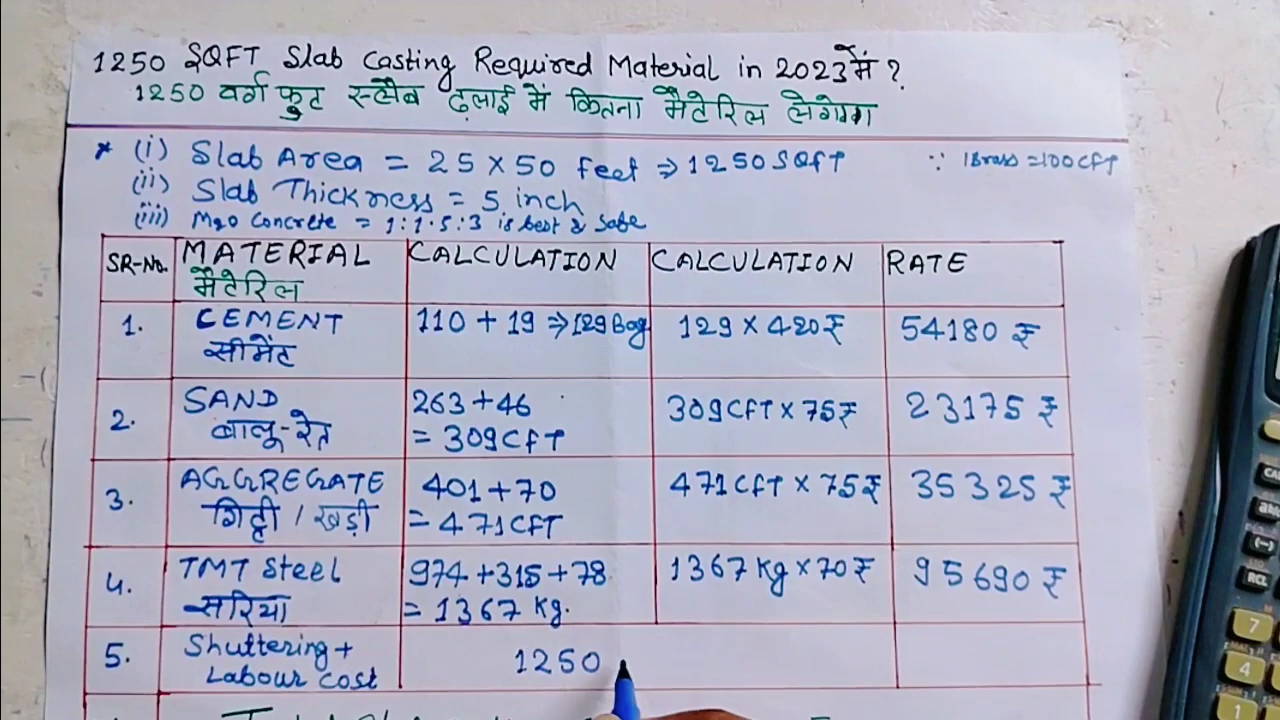 1250 SQFT Slab Casting Required Material in 2023 में ?
1250 वर्ग फुट स्लैब ढ़लाई में कितना मैटेरिल लेगेगा
* (i) Slab Area = 25 × 50 feet ⇒ 1250 SQFT ∵ 1Brass = 100 CFT
(ii) Slab Thickness = 5 inch
(iii) M20 Concrete = 1:1.5:3 is best & Safe
SR-No. MATERIAL CALCULATION CALCULATION RATE
मैटेरिल
1. CEMENT 110 + 19 ⇒ 129 Bag 129 × 420 ₹ 54180 ₹
सीमेंट
2. SAND 263 + 46 309 CFT × 75 ₹ 23175 ₹
बालू-रेत = 309 CFT
3. AGGREGATE 401 + 70 471 CFT × 75 ₹ 35325 ₹
गिट्टी / खड़ी = 471 CFT
4. TMT Steel 974 + 315 + 78 1367 Kg × 70 ₹ 95690 ₹
सरिया = 1367 Kg.
5. Shuttering + 1250
Labour Cost